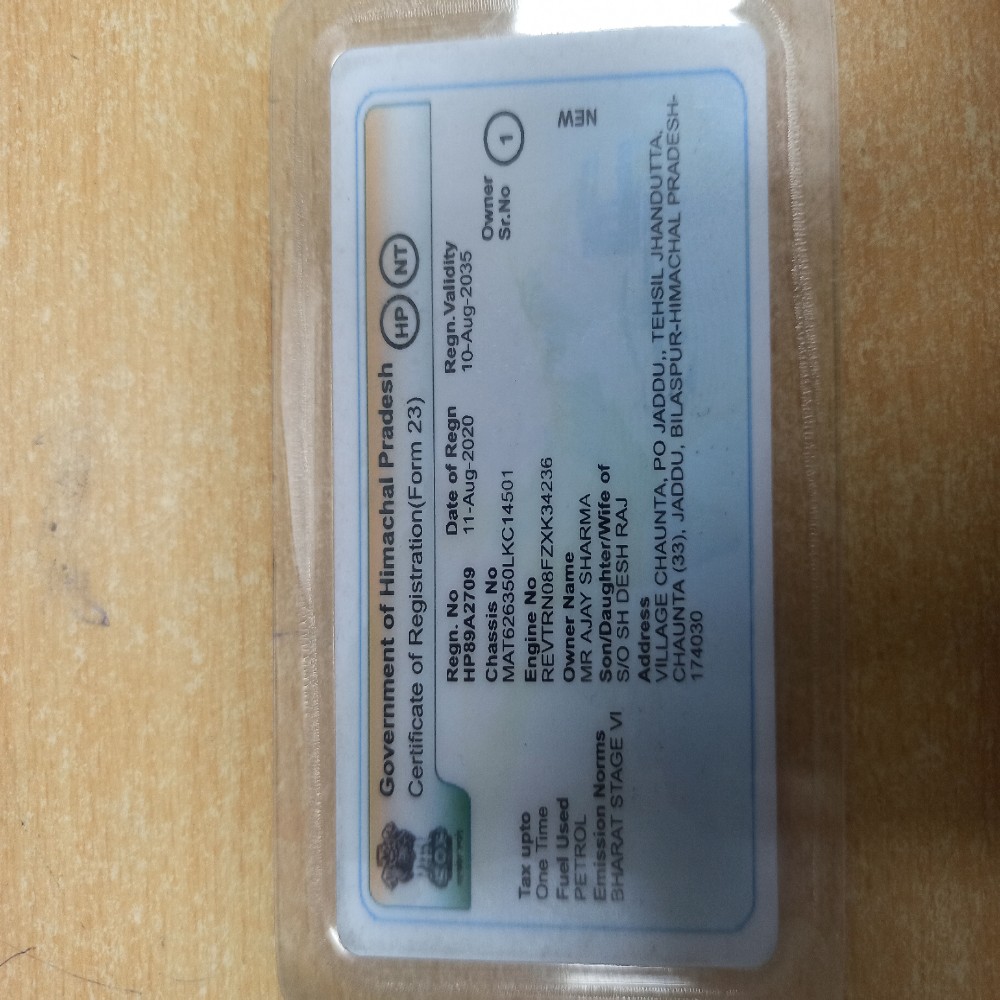 Government of Himachal Pradesh HP NT
Certificate of Registration(Form 23)
Regn. No Date of Regn Regn.Validity
HP89A2709 11-Aug-2020 10-Aug-2035
Chassis No Owner
MAT626350LKC14501 Sr.No 1
Engine No
REVTRN08FZXK34236
Owner Name NEW
MR AJAY SHARMA
Son/Daughter/Wife of
S/O SH DESH RAJ
Address
VILLAGE CHAUNTA, PO JADDU,, TEHSIL JHANDUTTA,
CHAUNTA (33), JADDU, BILASPUR-HIMACHAL PRADESH-
174030
Tax upto
One Time
Fuel Used
PETROL
Emission Norms
BHARAT STAGE VI